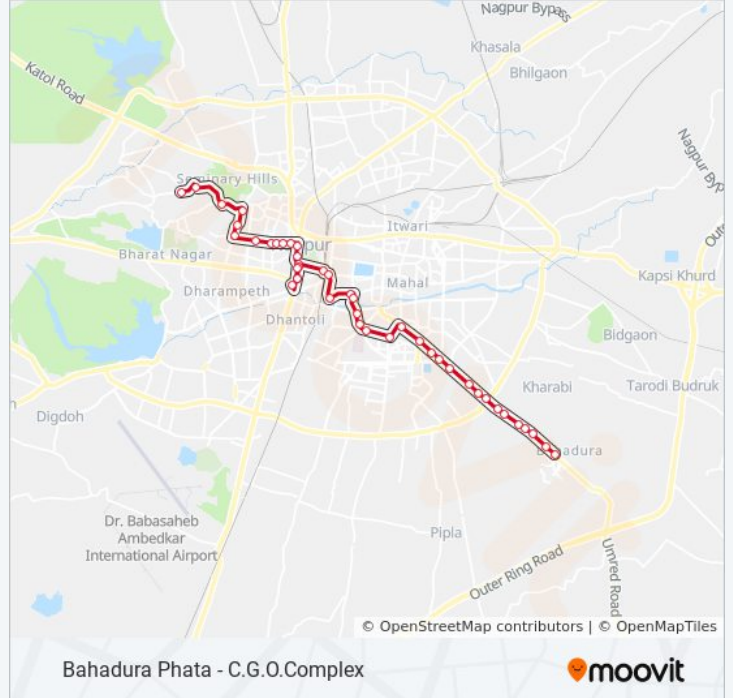 Nagpur Bypass
Khasala
Katol Road
Bhilgaon
Nagpur Byp
Seminary Hills
Itwari
Out
pur
Bharat Nagar
Kapsi Khurd
Mahal
Dharampeth
Dhantoli
Bidgaon
Kharabi
Tarodi Budruk
n
Digdoh
Bahadura
Dr. Babasaheb
Ambedkar
International Airport
Pipla
Outer Ring Road
Umred Road
© OpenStreetMap contributors | © OpenMapTiles
Bahadura Phata - C.G.O.Complex
moovit